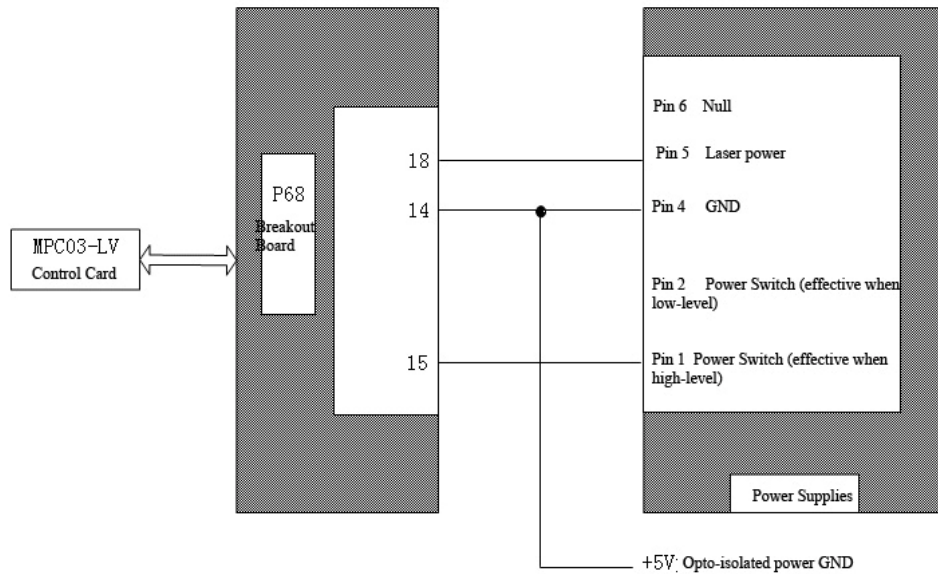 MPC03-LV
Control Card
P68
Breakout
Board
18
14
15
Pin 6 Null
Pin 5 Laser power
Pin 4 GND
Pin 2 Power Switch (effective when
low-level)
Pin 1 Power Switch (effective when
high-level)
Power Supplies
+5V: Opto-isolated power GND